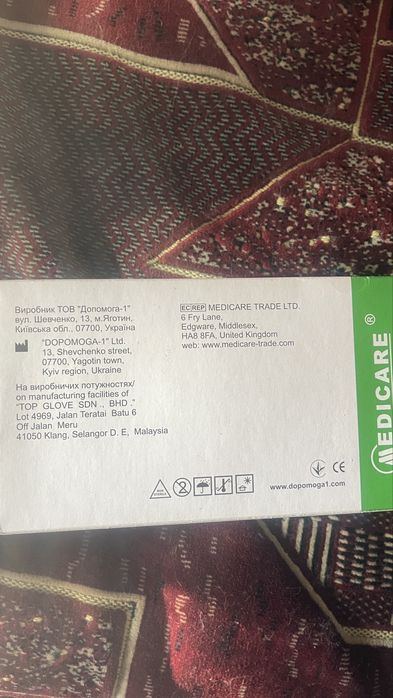 Виробник ТОВ "Допомога-1"
вул. Шевченко, 13, м.Яготин,
Київська обл., 07700, Україна
"DOPOMOGA-1" Ltd.
13, Shevchenko street,
07700, Yagotin town,
Kyiv region, Ukraine
На виробничих потужностях/
on manufacturing facilities of
"TOP GLOVE SDN ., BHD ."
Lot 4969, Jalan Teratai Batu 6
Off Jalan Meru
41050 Klang, Selangor D. E, Malaysia
EC REP MEDICARE TRADE LTD.
6 Fry Lane,
Edgware, Middlesex,
HA8 8FA, United Kingdom
web: www.medicare-trade.com
NON STERILE
2
CE
www.dopomoga1.com
MEDICARE ®